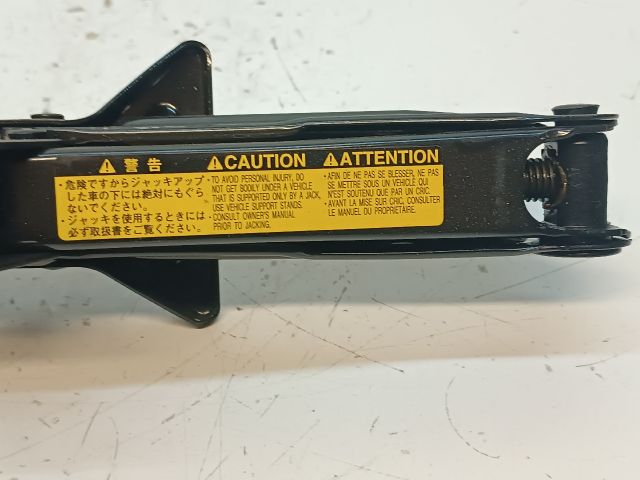 ⚠警告
・危険ですからジャッキアップ
した車の下には絶対にもぐら
ないでください。
・ジャッキを使用するときには
必ず取扱書をご覧ください。
⚠CAUTION
・TO AVOID PERSONAL INJURY, DO
NOT GET BODILY UNDER A VEHICLE
THAT IS SUPPORTED ONLY BY A JACK,
USE VEHICLE SUPPORT STANDS.
・CONSULT OWNER'S MANUAL
PRIOR TO JACKING.
⚠ATTENTION
・AFIN DE NE PAS SE BLESSER, NE PAS
SE METTRE SOUS UN VEHICLE QUI
N'EST SOUTENU QUE PAR UN CRIC.
・AVANT LA MISE SUR CRIC, CONSULTER
LE MANUEL DU PROPRIETAIRE.